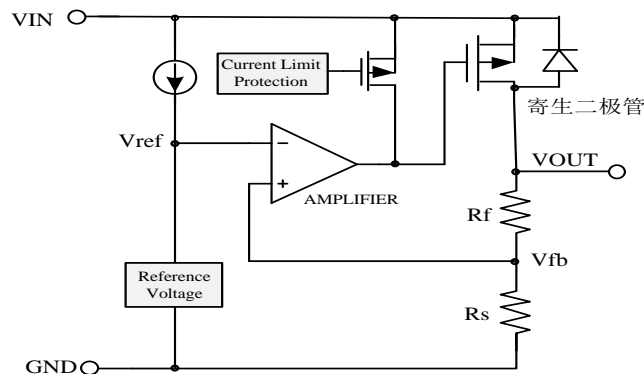 VIN
Current Limit
Protection
寄生二极管
Vref
−
+
AMPLIFIER
VOUT
Rf
Reference
Voltage
Vfb
Rs
GND